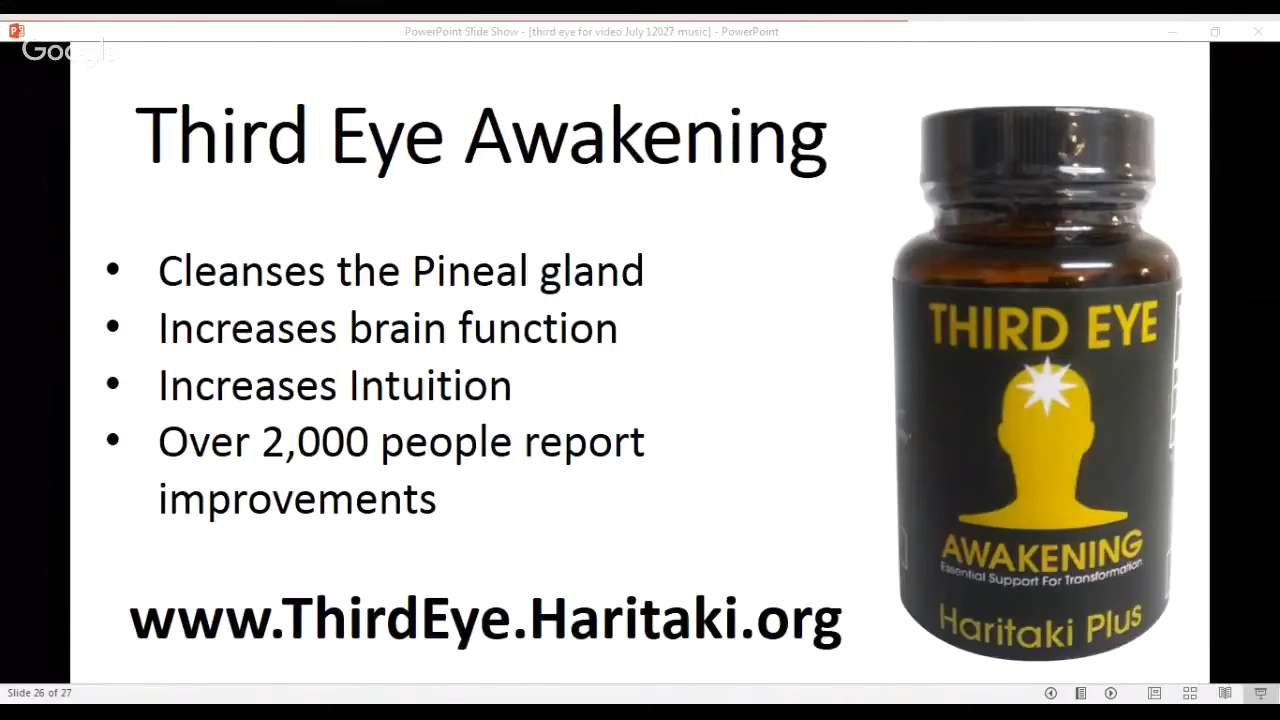 PowerPoint Slide Show - [third eye for video July 12027 music] - PowerPoint
Google
Third Eye Awakening
• Cleanses the Pineal gland
• Increases brain function
• Increases Intuition
• Over 2,000 people report
improvements
www.ThirdEye.Haritaki.org
THIRD EYE
AWAKENING
Essential Support For Transformation
Haritaki Plus
Slide 26 of 27